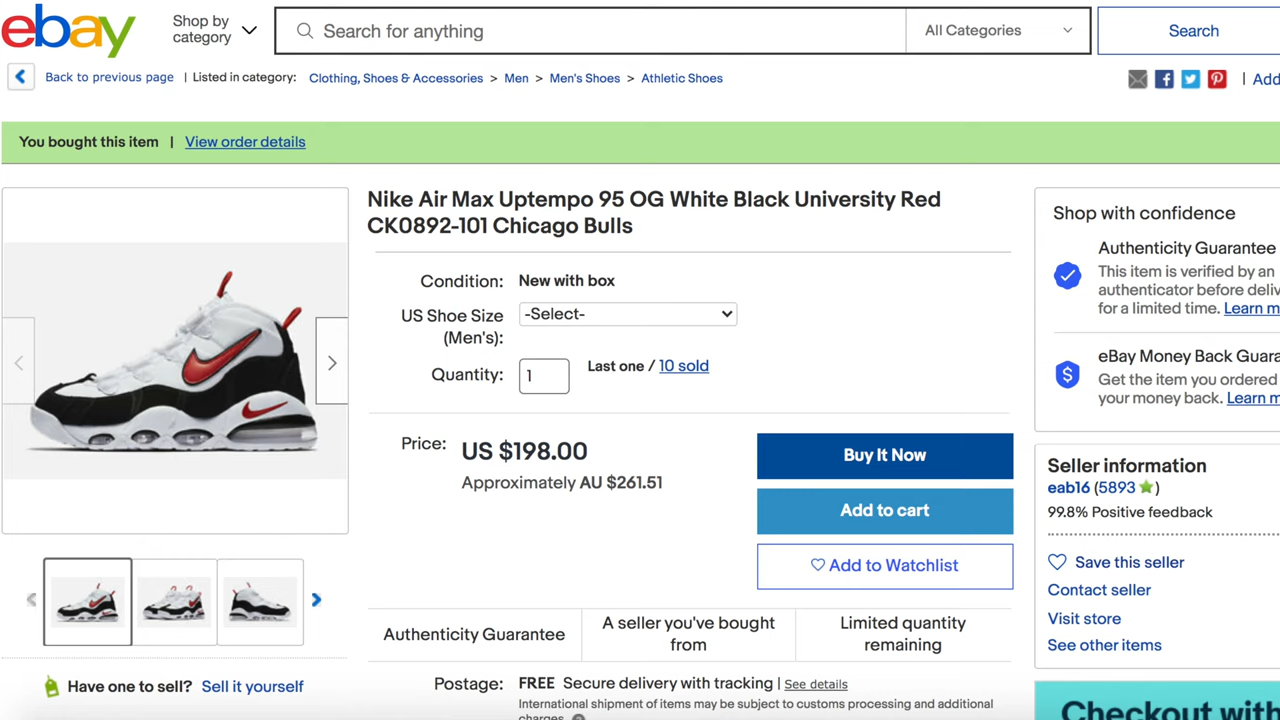 ebay
Shop by
category
Search for anything
All Categories
Search
Back to previous page | Listed in category: Clothing, Shoes & Accessories > Men > Men's Shoes > Athletic Shoes
| Add
You bought this item | View order details
Nike Air Max Uptempo 95 OG White Black University Red
CK0892-101 Chicago Bulls
Condition: New with box
US Shoe Size
(Men's):
-Select-
Quantity: 1
Last one / 10 sold
Price: US $198.00
Approximately AU $261.51
Buy It Now
Add to cart
Add to Watchlist
Authenticity Guarantee
A seller you've bought
from
Limited quantity
remaining
Postage: FREE Secure delivery with tracking | See details
International shipment of items may be subject to customs processing and additional
charges.
Have one to sell? Sell it yourself
Shop with confidence
Authenticity Guarantee
This item is verified by an
authenticator before
for a limited time. Learn
eBay Money Back
Get the item you ordered
your money back. Learn
Seller information
eab16 (5893)
99.8% Positive feedback
Save this seller
Contact seller
Visit store
See other items
Checkout with